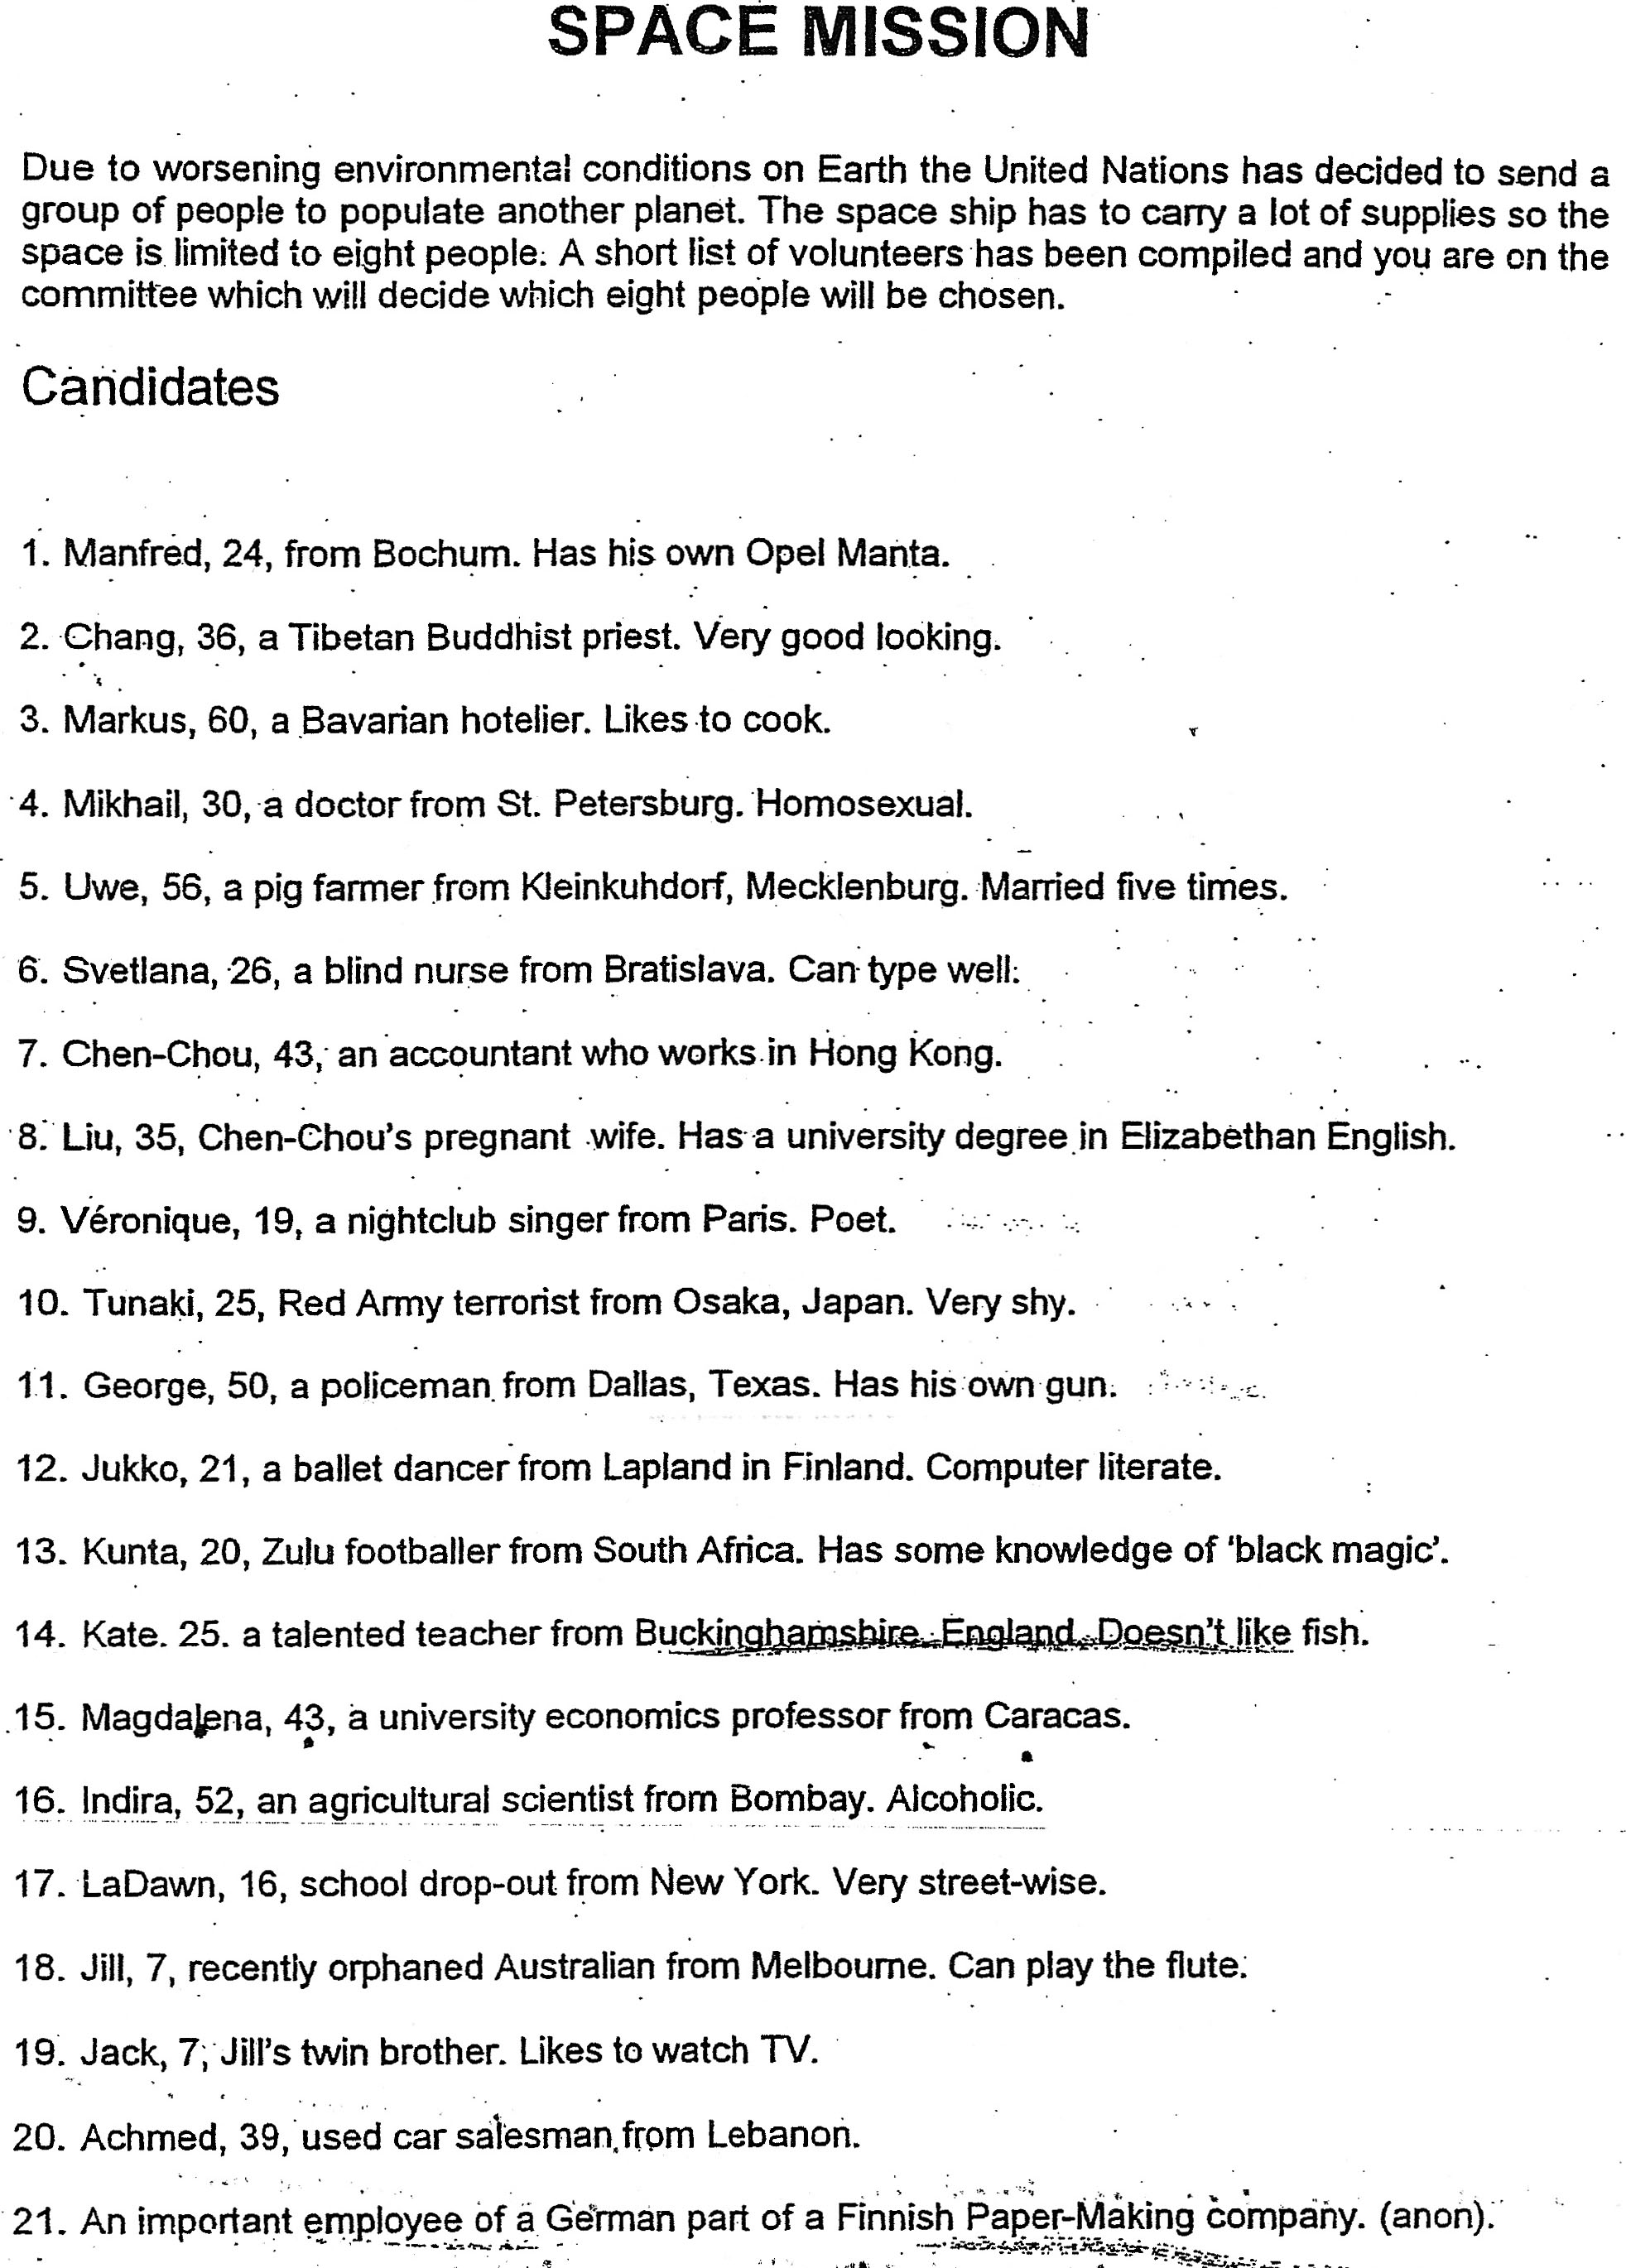 SPACE MISSION
Due to worsening environmental conditions on Earth the United Nations has decided to send a
group of people to populate another planet. The space ship has to carry a lot of supplies so the
space is limited to eight people. A short list of volunteers has been compiled and you are on the
committee which will decide which eight people will be chosen.
Candidates
1. Manfred, 24, from Bochum. Has his own Opel Manta.
2. Chang, 36, a Tibetan Buddhist priest. Very good looking.
3. Markus, 60, a Bavarian hotelier. Likes to cook.
4. Mikhail, 30, a doctor from St. Petersburg. Homosexual.
5. Uwe, 56, a pig farmer from Kleinkuhdorf, Mecklenburg. Married five times.
6. Svetlana, 26, a blind nurse from Bratislava. Can type well.
7. Chen-Chou, 43, an accountant who works in Hong Kong.
8. Liu, 35, Chen-Chou's pregnant wife. Has a university degree in Elizabethan English.
9. Véronique, 19, a nightclub singer from Paris. Poet.
10. Tunaki, 25, Red Army terrorist from Osaka, Japan. Very shy.
11. George, 50, a policeman from Dallas, Texas. Has his own gun.
12. Jukko, 21, a ballet dancer from Lapland in Finland. Computer literate.
13. Kunta, 20, Zulu footballer from South Africa. Has some knowledge of 'black magic'.
14. Kate. 25. a talented teacher from Buckinghamshire, England. Doesn't like fish.
15. Magdalena, 43, a university economics professor from Caracas.
16. Indira, 52, an agricultural scientist from Bombay. Alcoholic.
17. LaDawn, 16, school drop-out from New York. Very street-wise.
18. Jill, 7, recently orphaned Australian from Melbourne. Can play the flute.
19. Jack, 7, Jill's twin brother. Likes to watch TV.
20. Achmed, 39, used car salesman from Lebanon.
21. An important employee of a German part of a Finnish Paper-Making company. (anon).